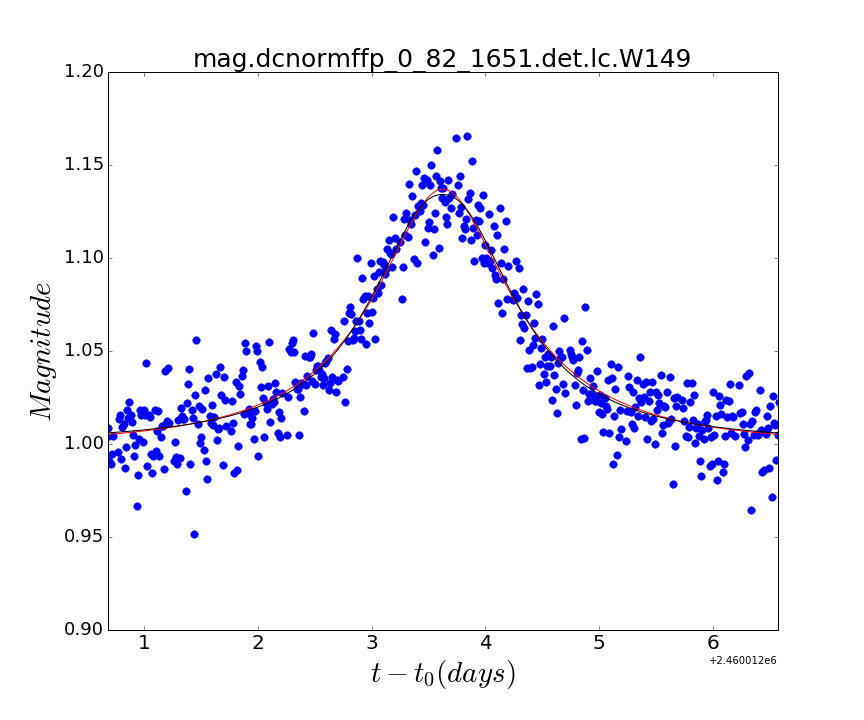 mag.dcnormffp_0_82_1651.det.lc.W149
1.20
1.15
1.10
1.05
1.00
0.95
0.90
Magnitude
1 2 3 4 5 6
+2.460012e6
t − t₀(days)